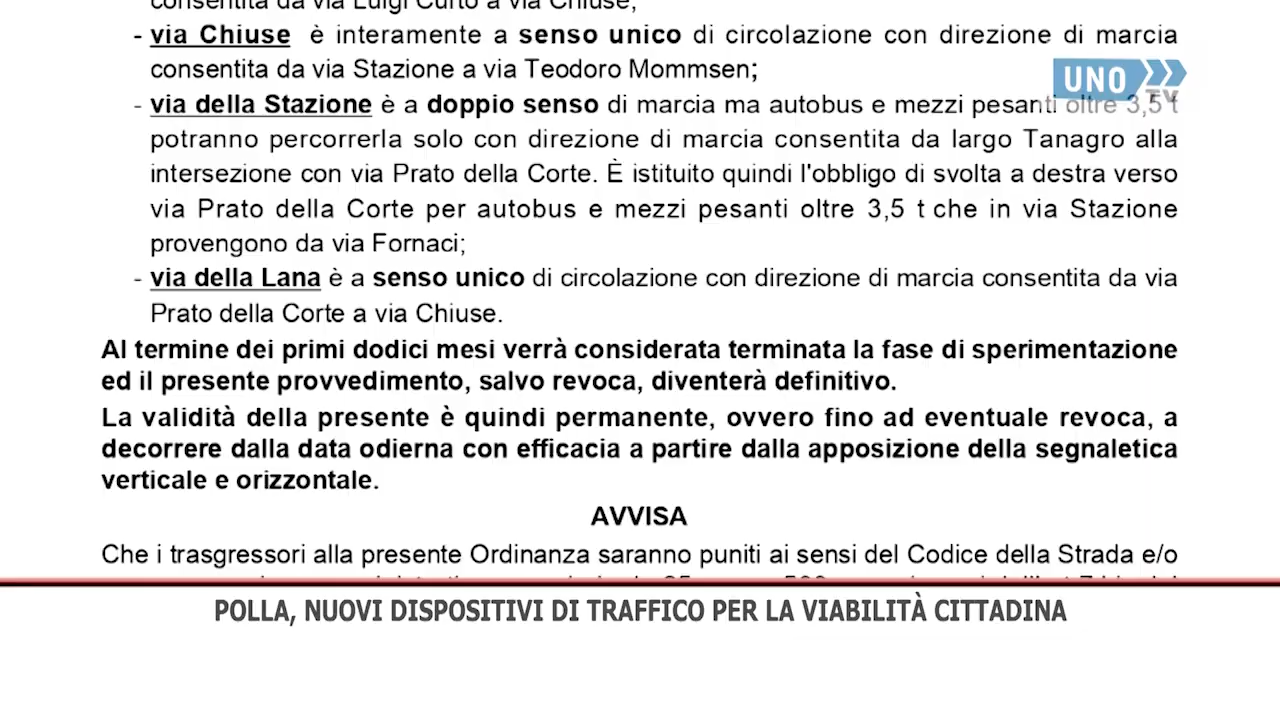 consentita da via Luigi Curto a via Chiuse;
- via Chiuse è interamente a senso unico di circolazione con direzione di marcia
consentita da via Stazione a via Teodoro Mommsen;
UNO
TV
- via della Stazione è a doppio senso di marcia ma autobus e mezzi pesanti oltre 3,5 t
potranno percorrerla solo con direzione di marcia consentita da largo Tanagro alla
intersezione con via Prato della Corte. È istituito quindi l'obbligo di svolta a destra verso
via Prato della Corte per autobus e mezzi pesanti oltre 3,5 t che in via Stazione
provengono da via Fornaci;
- via della Lana è a senso unico di circolazione con direzione di marcia consentita da via
Prato della Corte a via Chiuse.
Al termine dei primi dodici mesi verrà considerata terminata la fase di sperimentazione
ed il presente provvedimento, salvo revoca, diventerà definitivo.
La validità della presente è quindi permanente, ovvero fino ad eventuale revoca, a
decorrere dalla data odierna con efficacia a partire dalla apposizione della segnaletica
verticale e orizzontale.
AVVISA
Che i trasgressori alla presente Ordinanza saranno puniti ai sensi del Codice della Strada e/o
POLLA, NUOVI DISPOSITIVI DI TRAFFICO PER LA VIABILITÀ CITTADINA